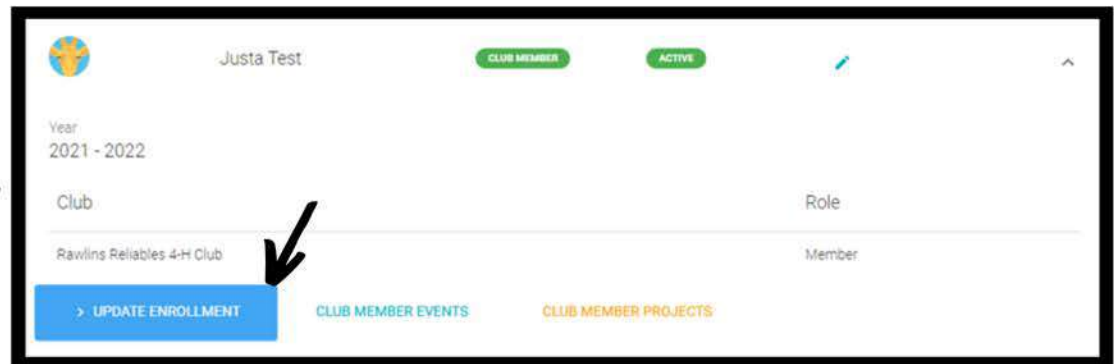 Justa Test CLUB MEMBER ACTIVE
Year
2021 - 2022
Club Role
Rawlins Reliables 4-H Club Member
> UPDATE ENROLLMENT CLUB MEMBER EVENTS CLUB MEMBER PROJECTS